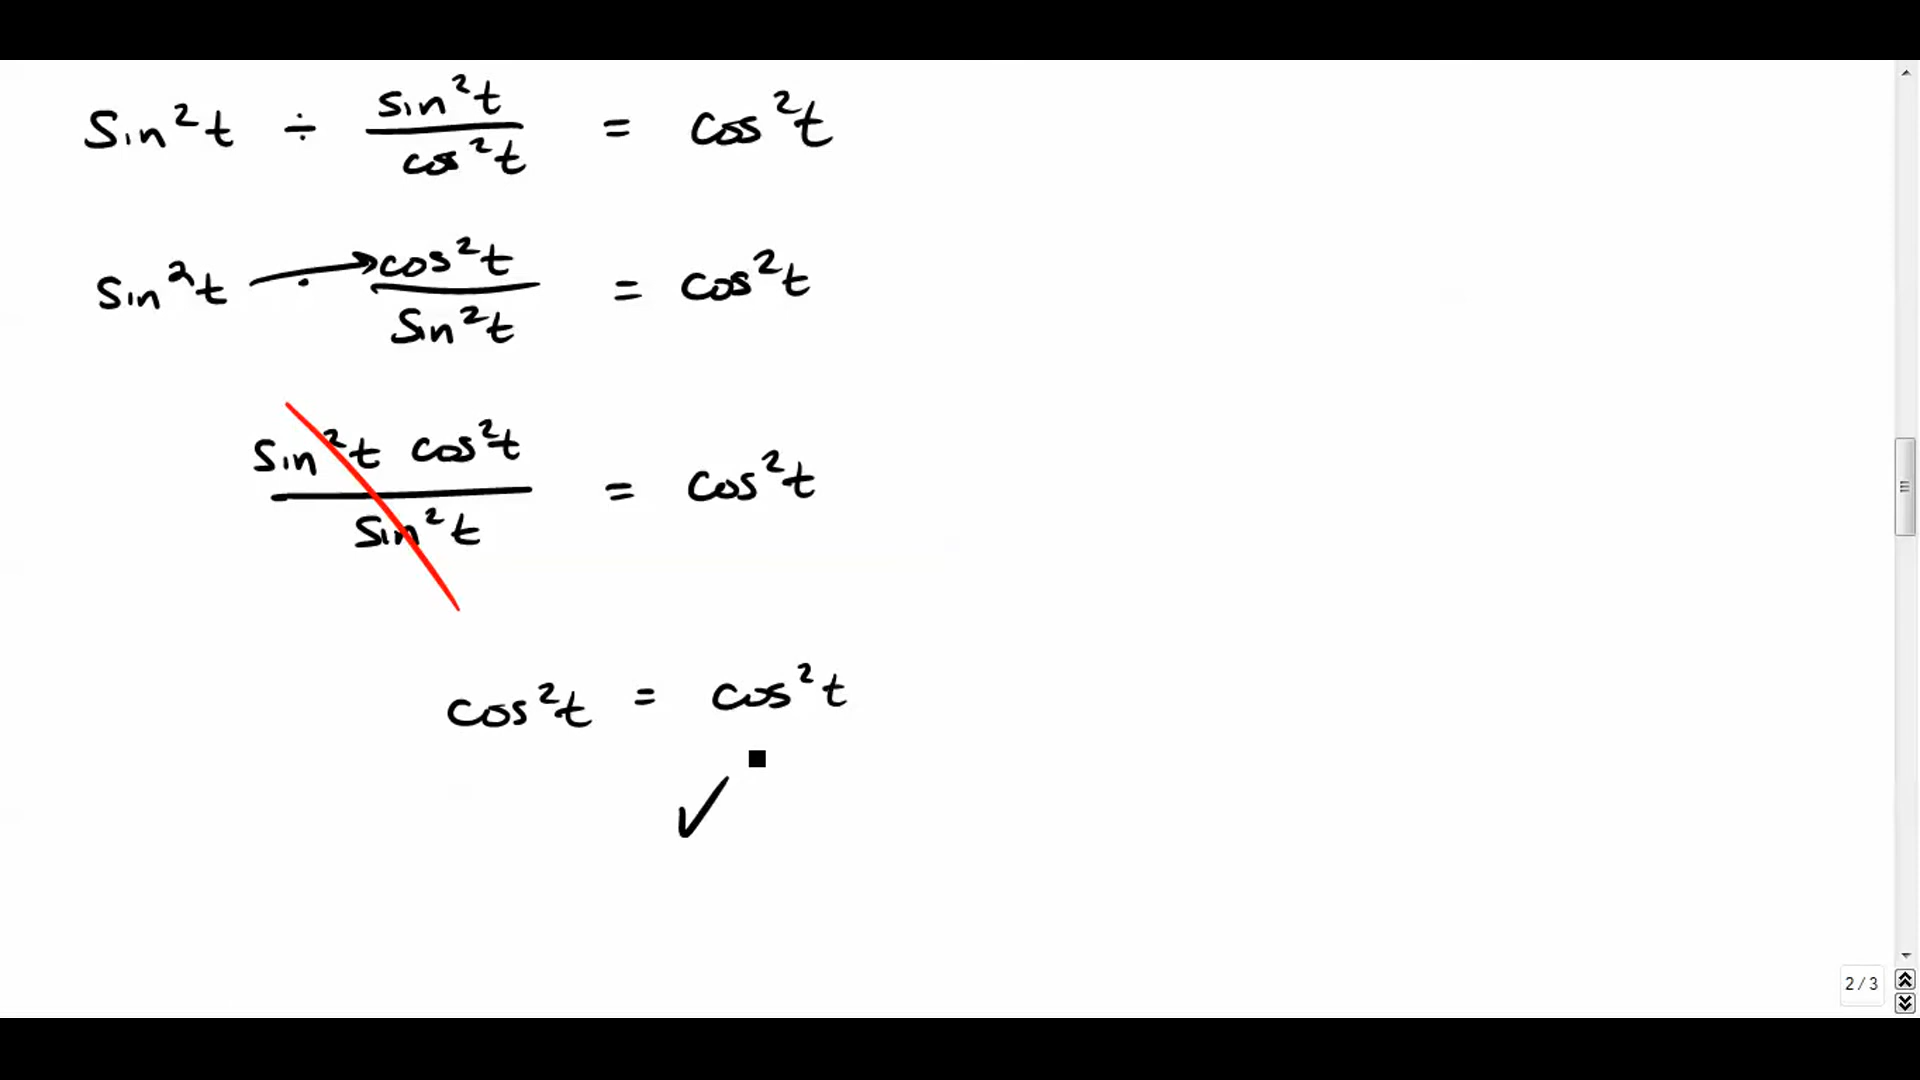 sin²t ÷ sin²t/cos²t = cos²t
sin²t · cos²t/sin²t = cos²t
sin²t cos²t/sin²t = cos²t
cos²t = cos²t
✓
2 / 3